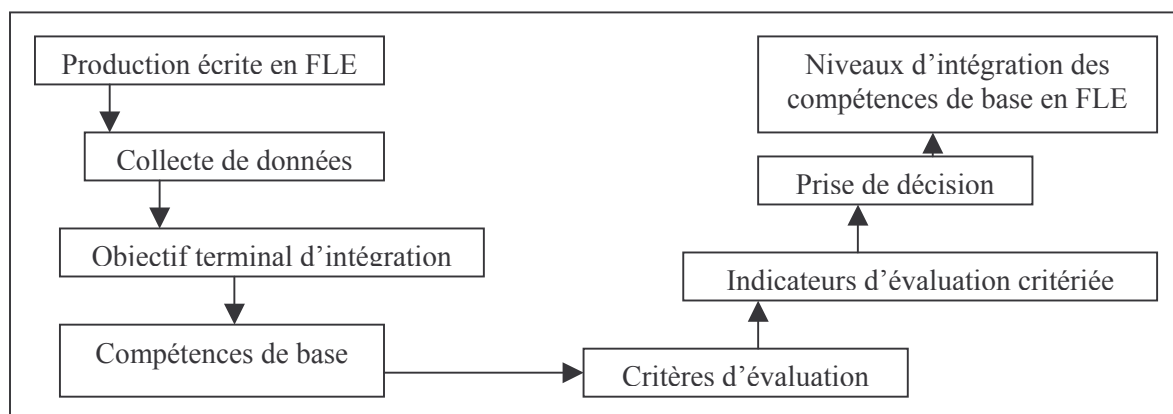 Production écrite en FLE
Collecte de données
Objectif terminal d’intégration
Compétences de base
Critères d’évaluation
Indicateurs d’évaluation critériée
Prise de décision
Niveaux d’intégration des
compétences de base en FLE